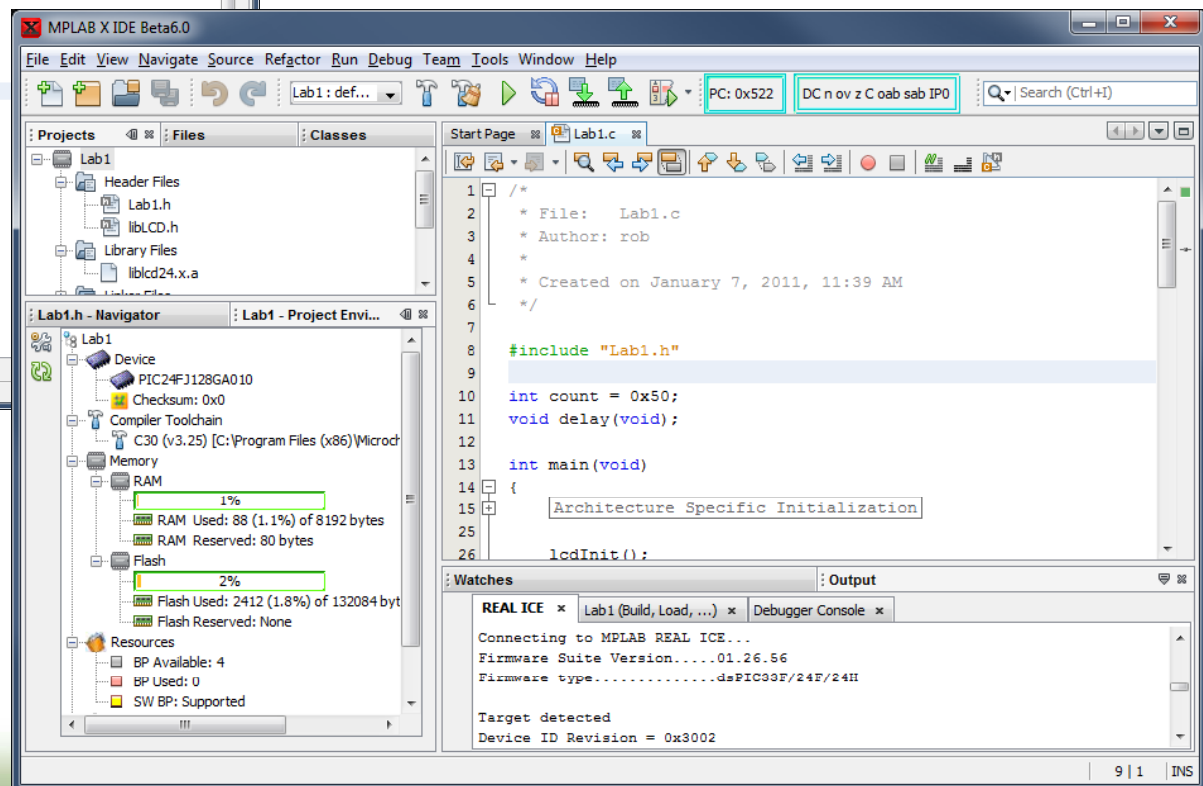 MPLAB X IDE Beta6.0
File Edit View Navigate Source Refactor Run Debug Team Tools Window Help
Lab1 : def...
PC: 0x522
DC n ov z C oab sab IP0
Search (Ctrl+I)
Projects
Files
Classes
Lab1
Header Files
Lab1.h
libLCD.h
Library Files
liblcd24.x.a
Lab1.h - Navigator
Lab1 - Project Envi...
Lab1
Device
PIC24FJ128GA010
Checksum: 0x0
Compiler Toolchain
C30 (v3.25) [C:\Program Files (x86)\Microch
Memory
RAM
1%
RAM Used: 88 (1.1%) of 8192 bytes
RAM Reserved: 80 bytes
Flash
2%
Flash Used: 2412 (1.8%) of 132084 byt
Flash Reserved: None
Resources
BP Available: 4
BP Used: 0
SW BP: Supported
Start Page
Lab1.c
1 /*
2 * File: Lab1.c
3 * Author: rob
4 *
5 * Created on January 7, 2011, 11:39 AM
6 */
7
8 #include "Lab1.h"
9
10 int count = 0x50;
11 void delay(void);
12
13 int main(void)
14 {
15 Architecture Specific Initialization
25
26 lcdInit();
Watches
Output
REAL ICE
Lab1 (Build, Load, ...)
Debugger Console
Connecting to MPLAB REAL ICE...
Firmware Suite Version.....01.26.56
Firmware type..............dsPIC33F/24F/24H
Target detected
Device ID Revision = 0x3002
9 | 1 INS